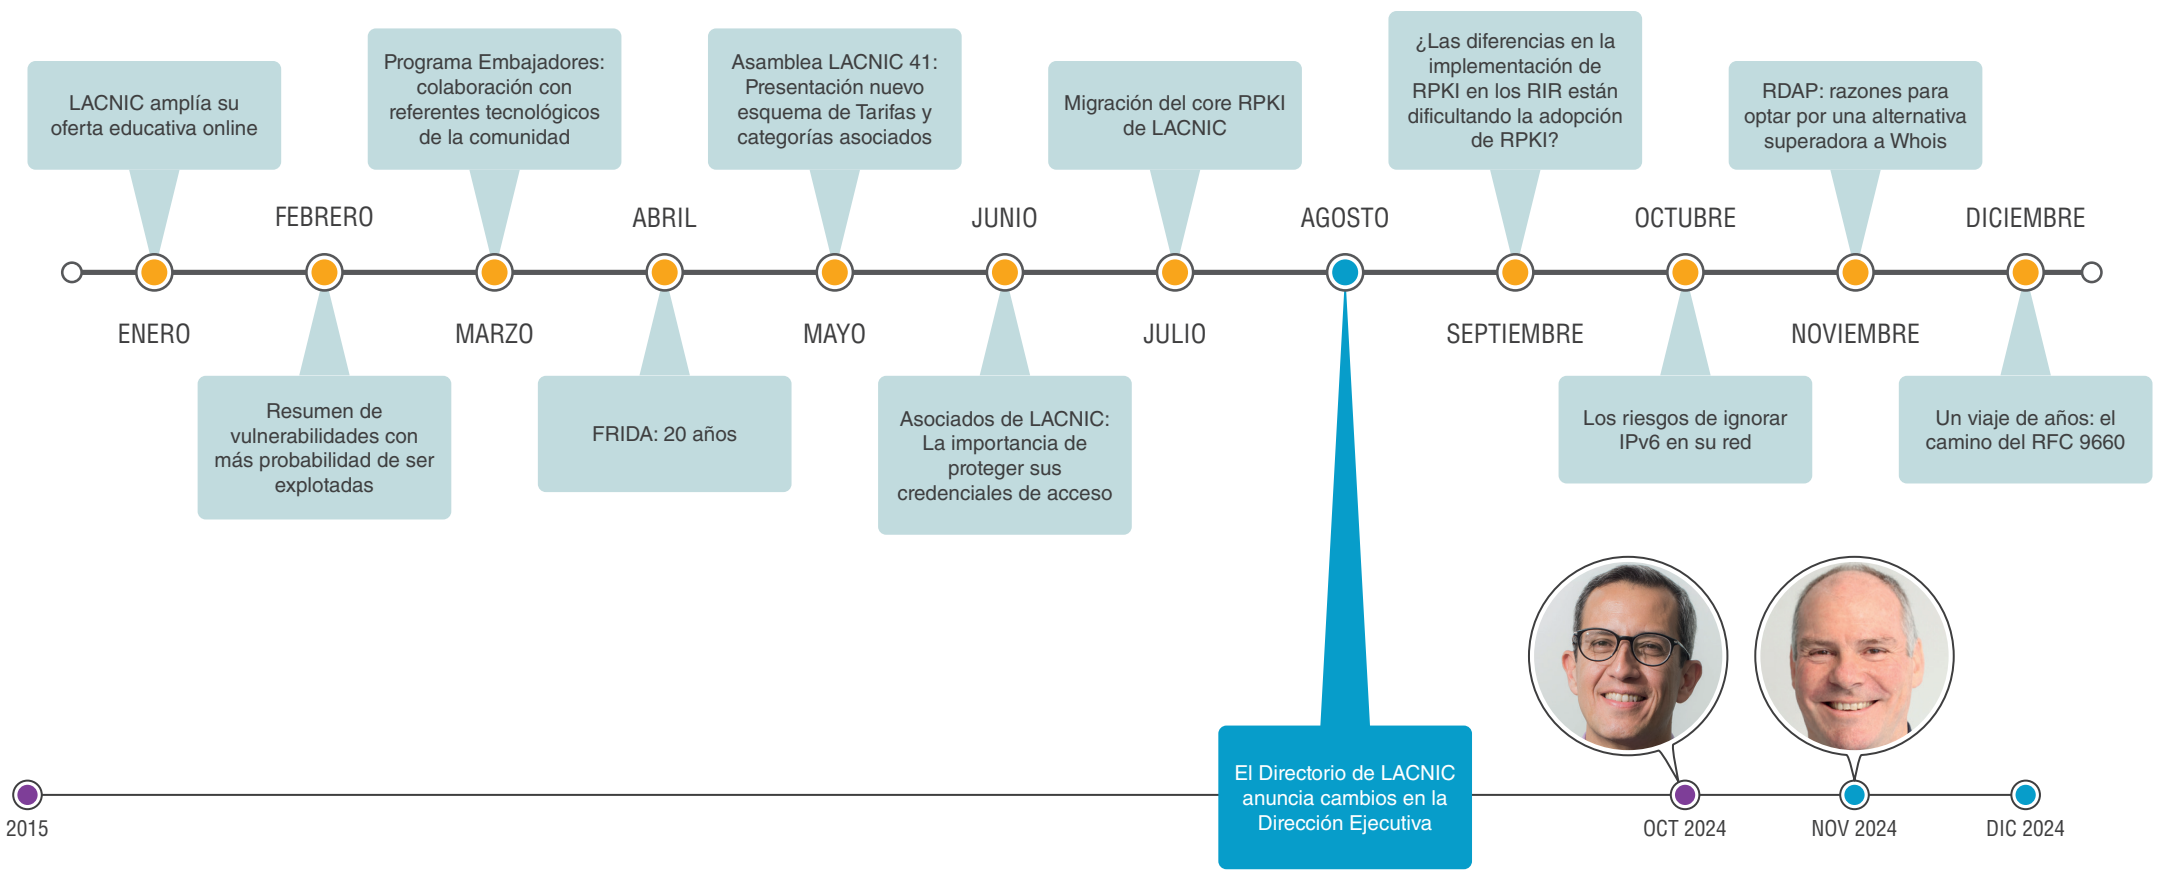 LACNIC amplía su
oferta educativa online
Programa Embajadores:
colaboración con
referentes tecnológicos
de la comunidad
Asamblea LACNIC 41:
Presentación nuevo
esquema de Tarifas y
categorías asociados
Migración del core RPKI
de LACNIC
¿Las diferencias en la
implementación de
RPKI en los RIR están
dificultando la adopción
de RPKI?
RDAP: razones para
optar por una alternativa
superadora a Whois
FEBRERO
ABRIL
JUNIO
AGOSTO
OCTUBRE
DICIEMBRE
ENERO
MARZO
MAYO
JULIO
SEPTIEMBRE
NOVIEMBRE
Resumen de
vulnerabilidades con
más probabilidad de ser
explotadas
FRIDA: 20 años
Asociados de LACNIC:
La importancia de
proteger sus
credenciales de acceso
Los riesgos de ignorar
IPv6 en su red
Un viaje de años: el
camino del RFC 9660
El Directorio de LACNIC
anuncia cambios en la
Dirección Ejecutiva
2015
OCT 2024
NOV 2024
DIC 2024